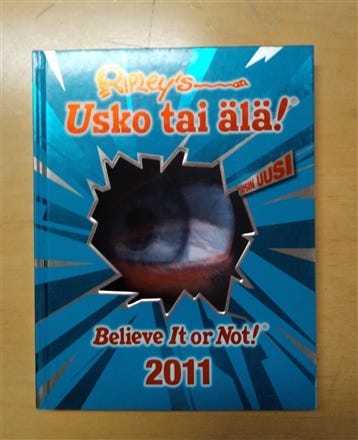 Ripley's
Usko tai älä!®
UUSI
Believe It or Not!®
2011